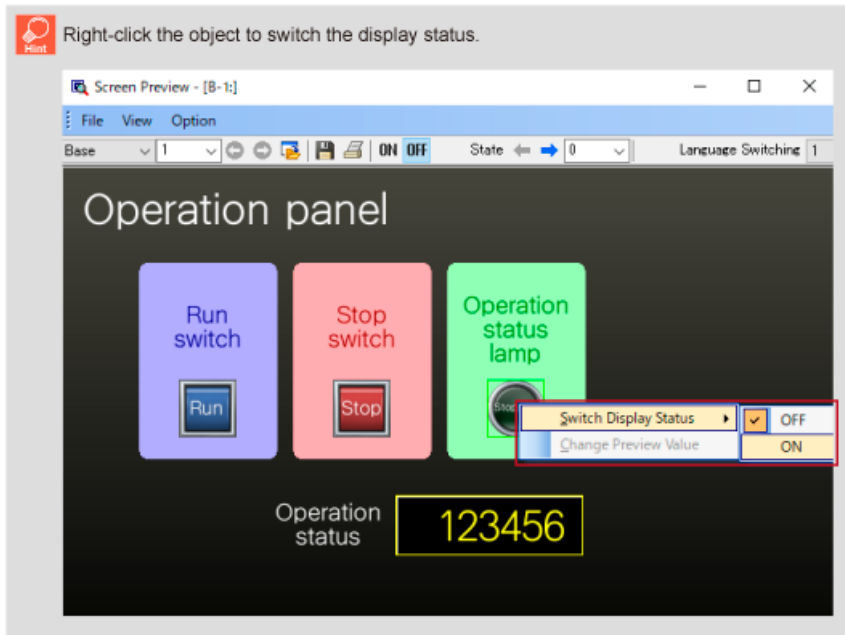 Hint
Right-click the object to switch the display status.
Screen Preview - [B-1:]
File View Option
Base 1 ON OFF State 0 Language Switching 1
Operation panel
Run
switch
Run
Stop
switch
Stop
Operation
status
lamp
Switch Display Status OFF
Change Preview Value ON
Operation
status
123456